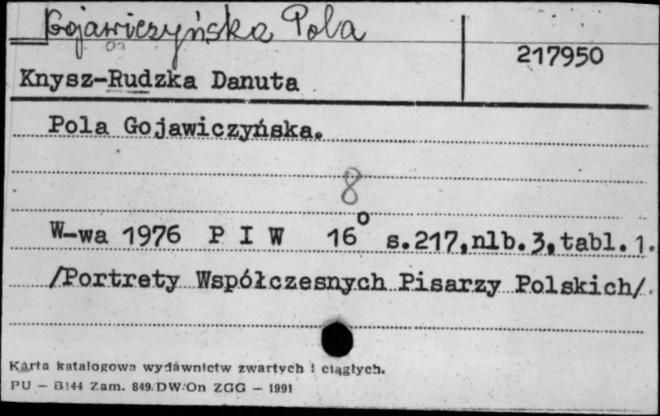 Gojawiczyńska Pola
217950
Knysz-Rudzka Danuta
Pola Gojawiczyńska.
8
W-wa 1976 P I W 16° s.217,nlb.3,tabl.1.
/Portrety Współczesnych Pisarzy Polskich/.
Karta katalogowa wydawnictw zwartych i ciągłych.
PU — B144 Zam. 849/DW/On ZGG — 1991